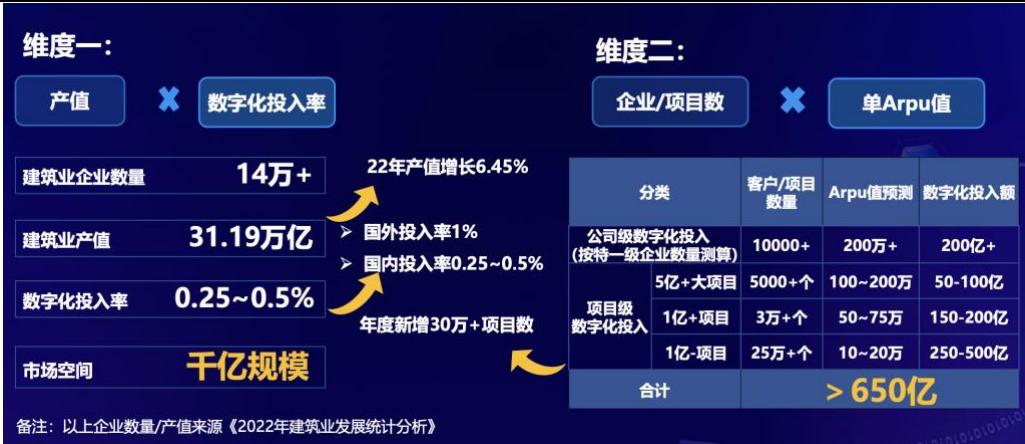 维度一：
产值 × 数字化投入率
建筑业企业数量 14万+
建筑业产值 31.19万亿
数字化投入率 0.25~0.5%
市场空间 千亿规模
22年产值增长6.45%
➤ 国外投入率1%
➤ 国内投入率0.25~0.5%
年度新增30万+项目数
维度二：
企业/项目数 × 单Arpu值
分类 客户/项目数量 Arpu值预测 数字化投入额
公司级数字化投入
(按特一级企业数量测算) 10000+ 200万+ 200亿+
项目级
数字化投入
5亿+大项目 5000+个 100~200万 50-100亿
1亿+项目 3万+个 50~75万 150-200亿
1亿-项目 25万+个 10~20万 250-500亿
合计 > 650亿
备注：以上企业数量/产值来源《2022年建筑业发展统计分析》